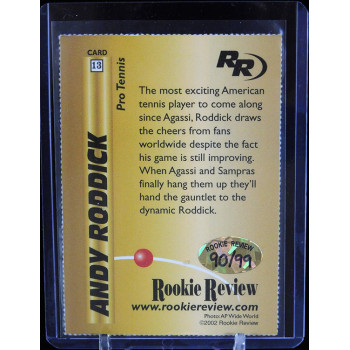 CARD
13
ANDY RODDICK
Pro Tennis
RR
The most exciting American
tennis player to come along
since Agassi, Roddick draws
the cheers from fans
worldwide despite the fact
his game is still improving.
When Agassi and Sampras
finally hang them up they'll
hand the gauntlet to the
dynamic Roddick.
ROOKIE REVIEW
90/99
Rookie Review
www.rookiereview.com
Photo: AP Wide World
©2002 Rookie Review